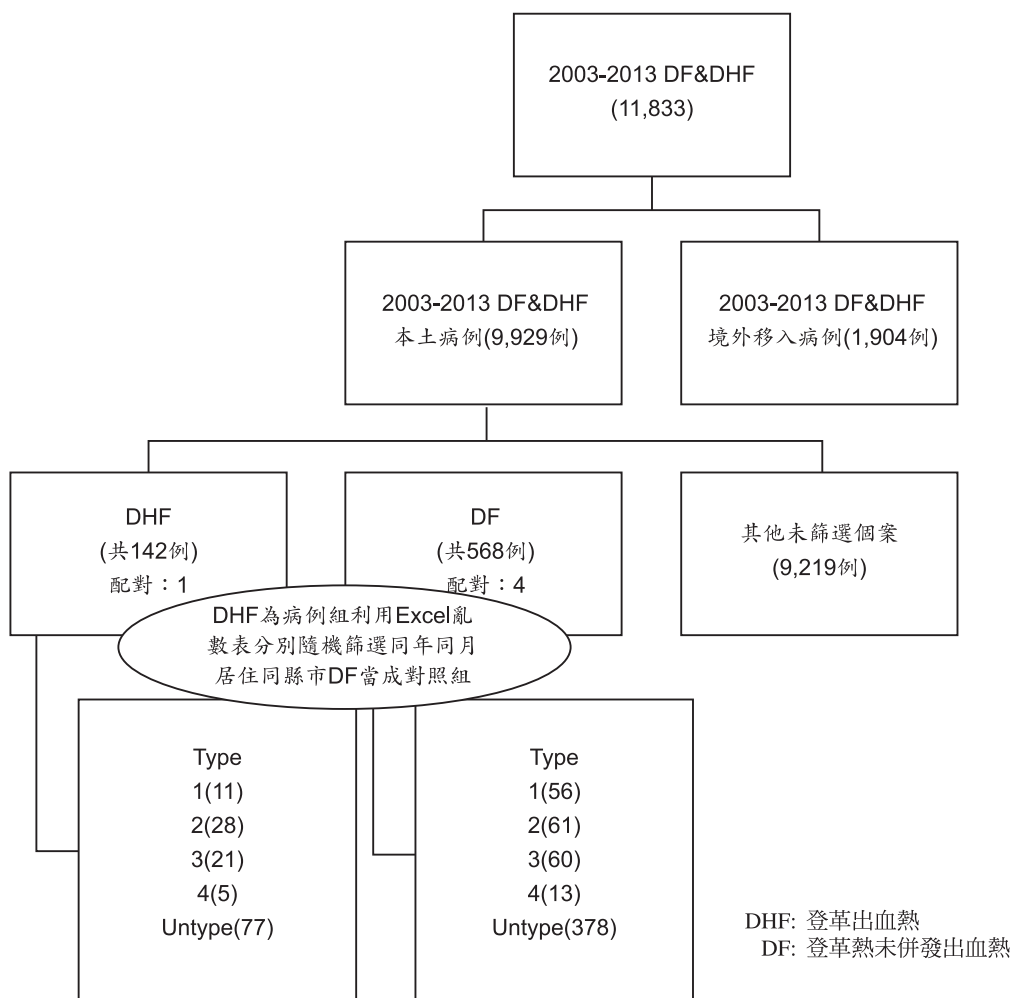 2003-2013 DF&DHF
(11,833)
2003-2013 DF&DHF
本土病例(9,929例)
2003-2013 DF&DHF
境外移入病例(1,904例)
DHF
(共142例)
配對：1
DF
(共568例)
配對：4
其他未篩選個案
(9,219例)
DHF為病例組利用Excel亂
數表分別隨機篩選同年同月
居住同縣市DF當成對照組
Type
1(11)
2(28)
3(21)
4(5)
Untype(77)
Type
1(56)
2(61)
3(60)
4(13)
Untype(378)
DHF: 登革出血熱
DF: 登革熱未併發出血熱